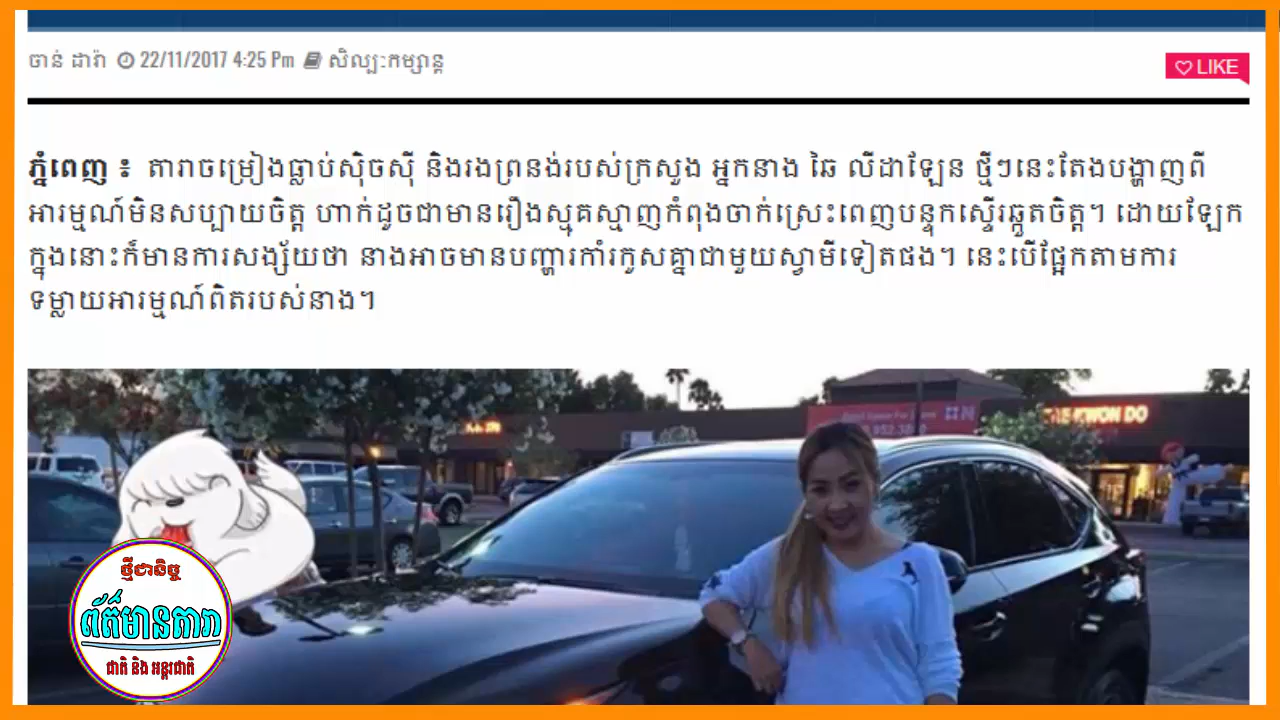 ចាន់ ដារ៉ា 22/11/2017 4:25 Pm សិល្បៈកម្សាន្ត
LIKE
ភ្នំពេញ ៖ តារាចម្រៀងធ្លាប់ស៊ិចស៊ី និងរងព្រនង់របស់ក្រសួង អ្នកនាង ឆៃ លីដាឡែន ថ្មីៗនេះតែងបង្ហាញពី
អារម្មណ៍មិនសប្បាយចិត្ត ហាក់ដូចជាមានរឿងស្មុគស្មាញកំពុងចាក់ស្រេះពេញបន្ទុកស្ទើរឆ្កួតចិត្ត។ ដោយឡែក
ក្នុងនោះក៏មានការសង្ស័យថា នាងអាចមានបញ្ហារកាំរកូសគ្នាជាមួយស្វាមីទៀតផង។ នេះបើផ្អែកតាមការ
ទម្លាយអារម្មណ៍ពិតរបស់នាង។
KWON DO
ថ្មីជានិច្ច
ព័ត៌មានតារា
ជាតិ និង អន្តរជាតិ